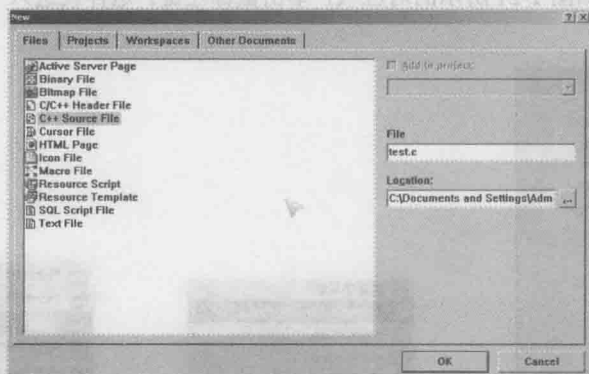 New
Files Projects Workspaces Other Documents
Active Server Page
Binary File
Bitmap File
C/C++ Header File
C++ Source File
Cursor File
HTML Page
Icon File
Macro File
Resource Script
Resource Template
SQL Script File
Text File
Add to project:
File
test.c
Location:
C:\Documents and Settings\Adm
...
OK Cancel